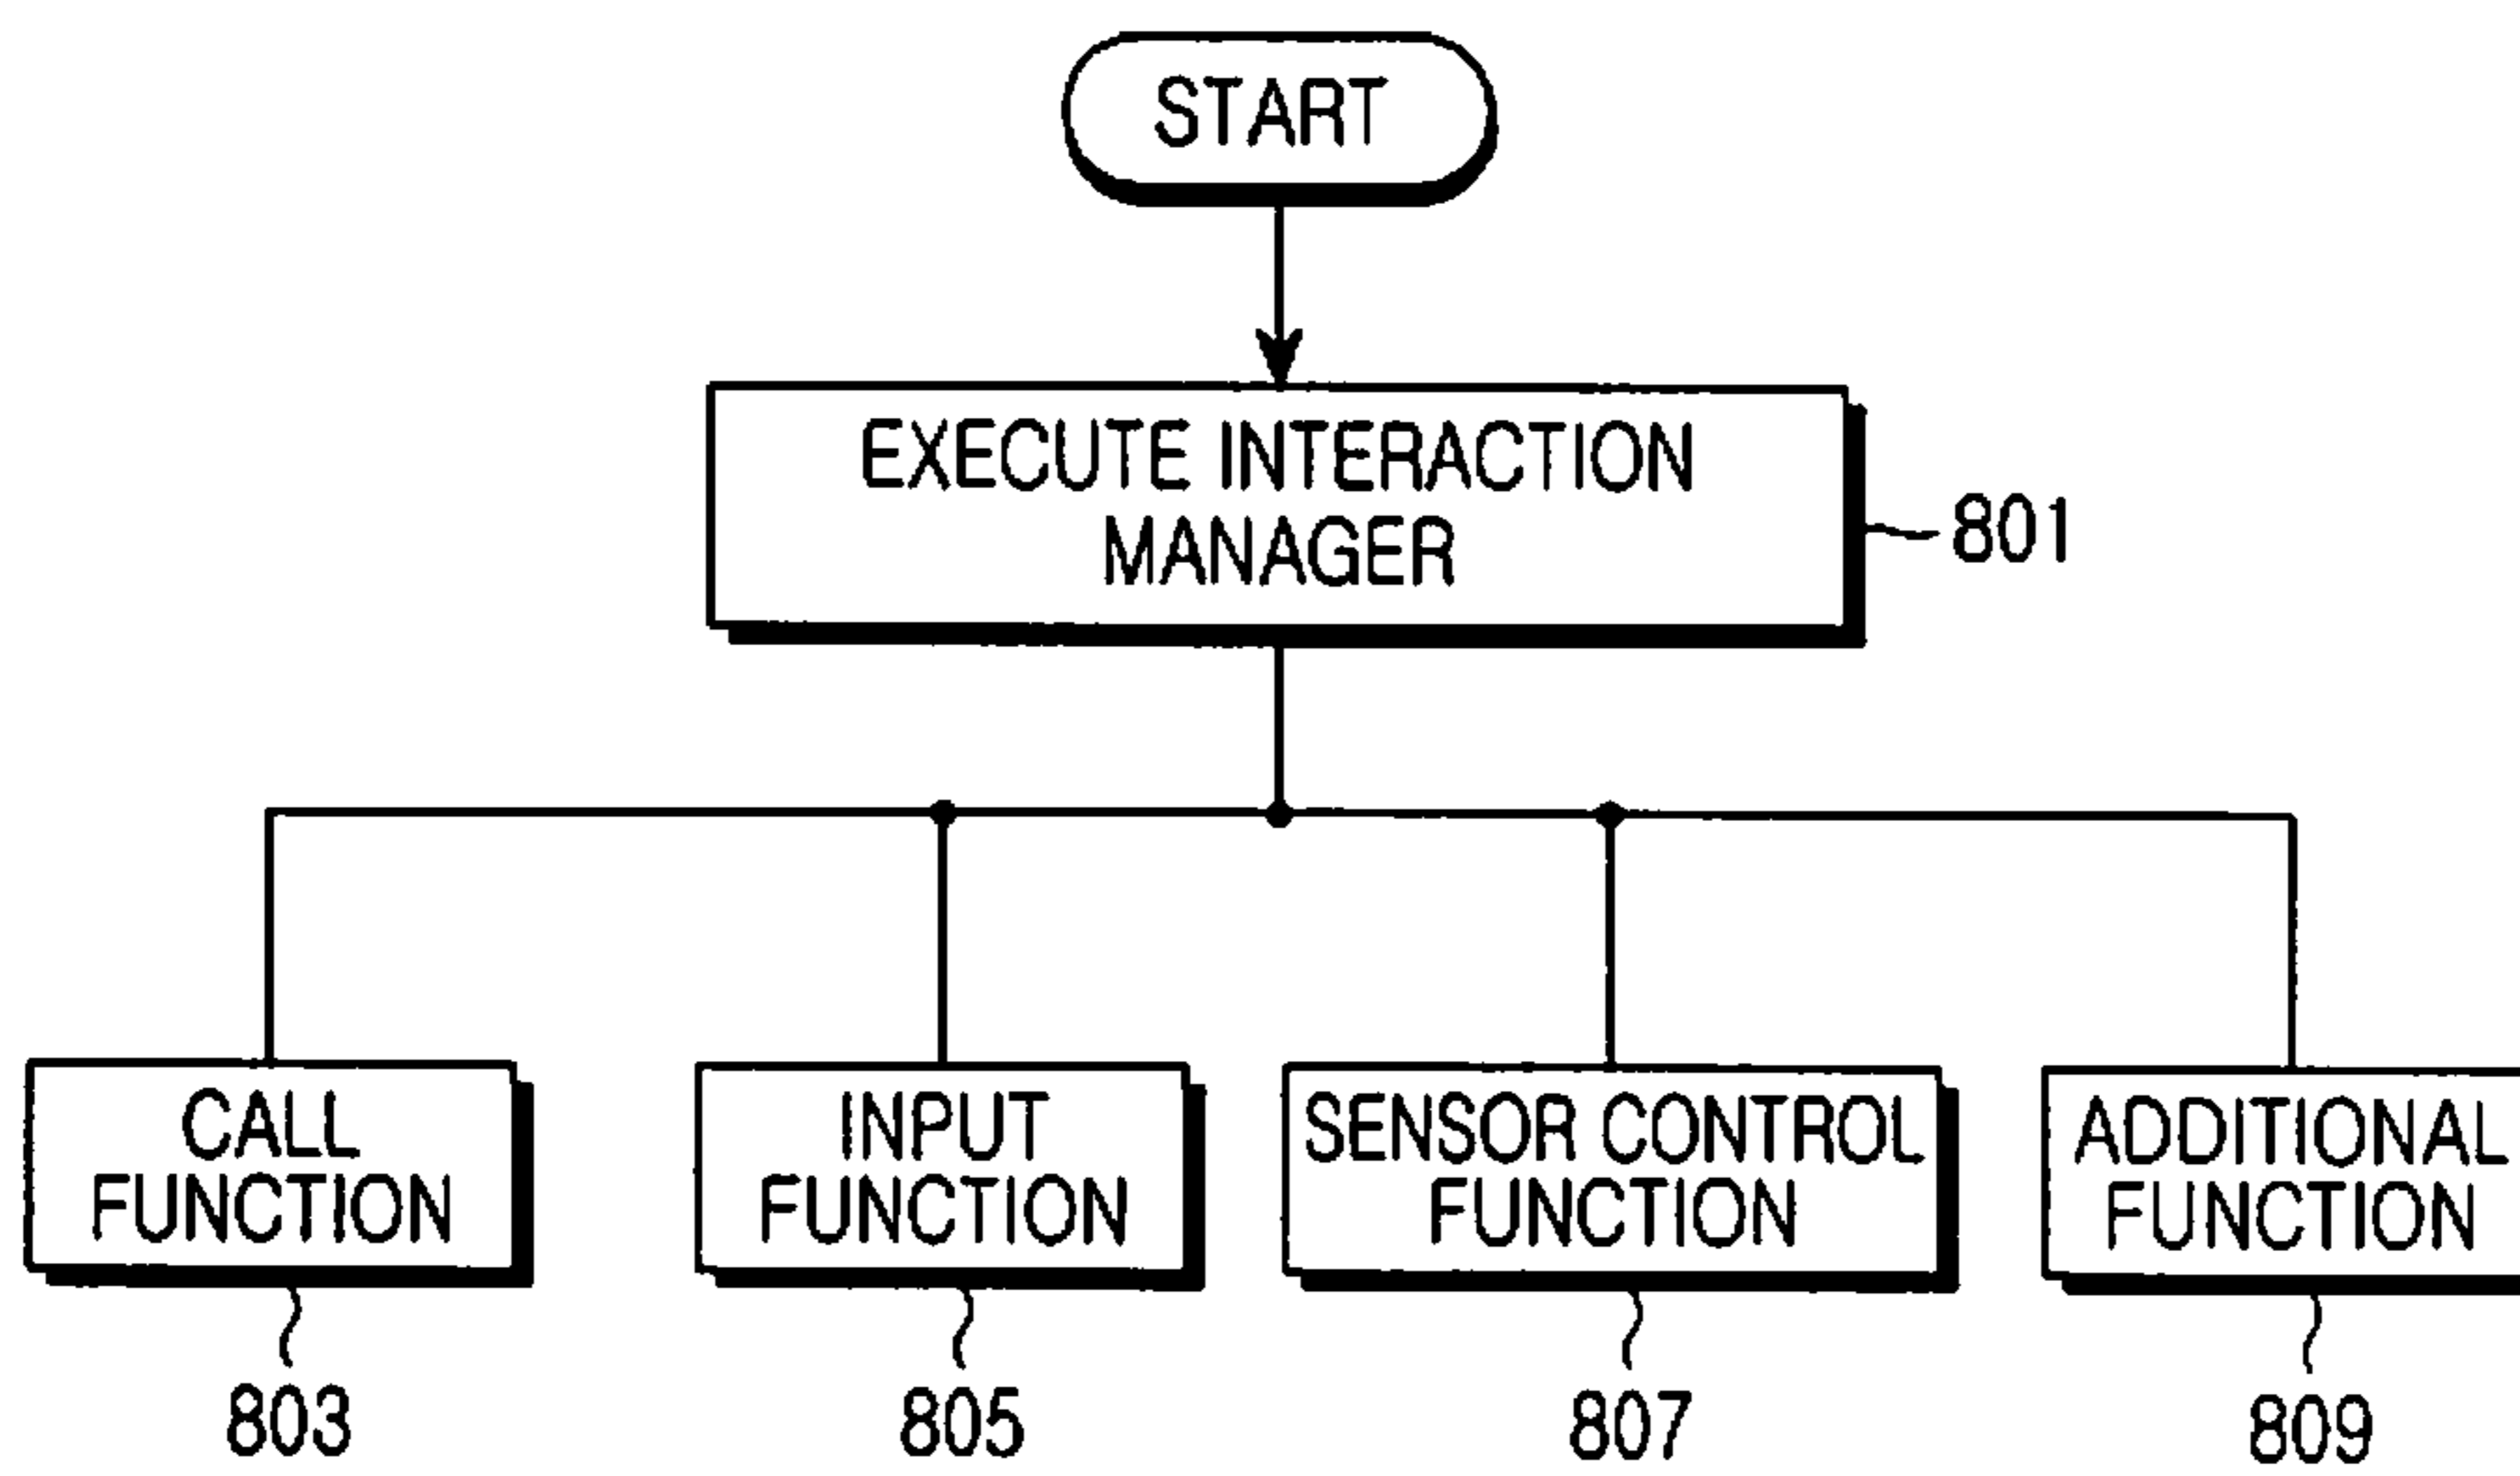 START
EXECUTE INTERACTION
MANAGER
801
CALL
FUNCTION
INPUT
FUNCTION
SENSOR CONTROL
FUNCTION
ADDITIONAL
FUNCTION
803
805
807
809